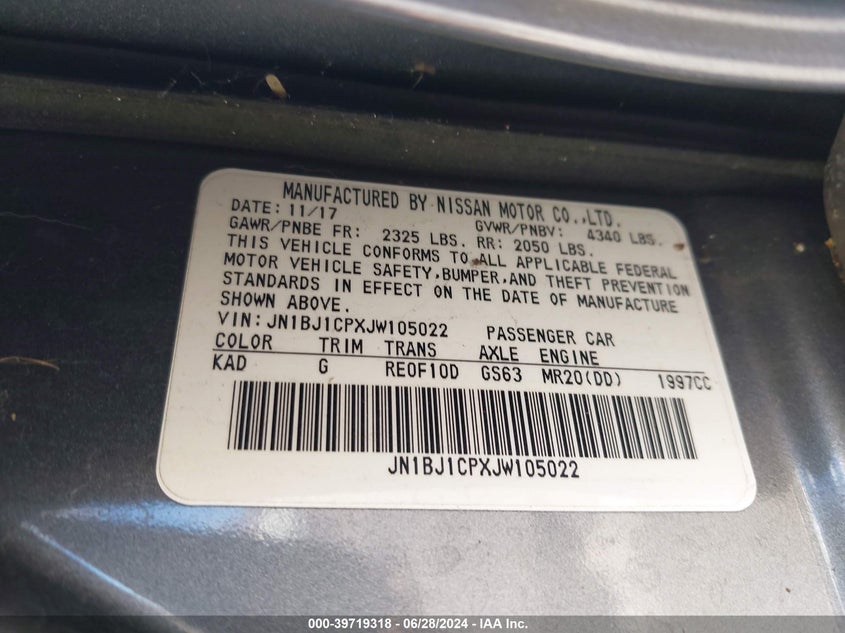 MANUFACTURED BY NISSAN MOTOR CO.,LTD.
DATE: 11/17 GVWR/PNBV: 4340 LBS.
GAWR/PNBE FR: 2325 LBS. RR: 2050 LBS.
THIS VEHICLE CONFORMS TO ALL APPLICABLE FEDERAL
MOTOR VEHICLE SAFETY,BUMPER,AND THEFT PREVENTION
STANDARDS IN EFFECT ON THE DATE OF MANUFACTURE
SHOWN ABOVE.
VIN: JN1BJ1CPXJW105022 PASSENGER CAR
COLOR TRIM TRANS AXLE ENGINE
KAD G RE0F10D GS63 MR20(DD) 1997CC
JN1BJ1CPXJW105022
000-39719318 - 06/28/2024 - IAA Inc.